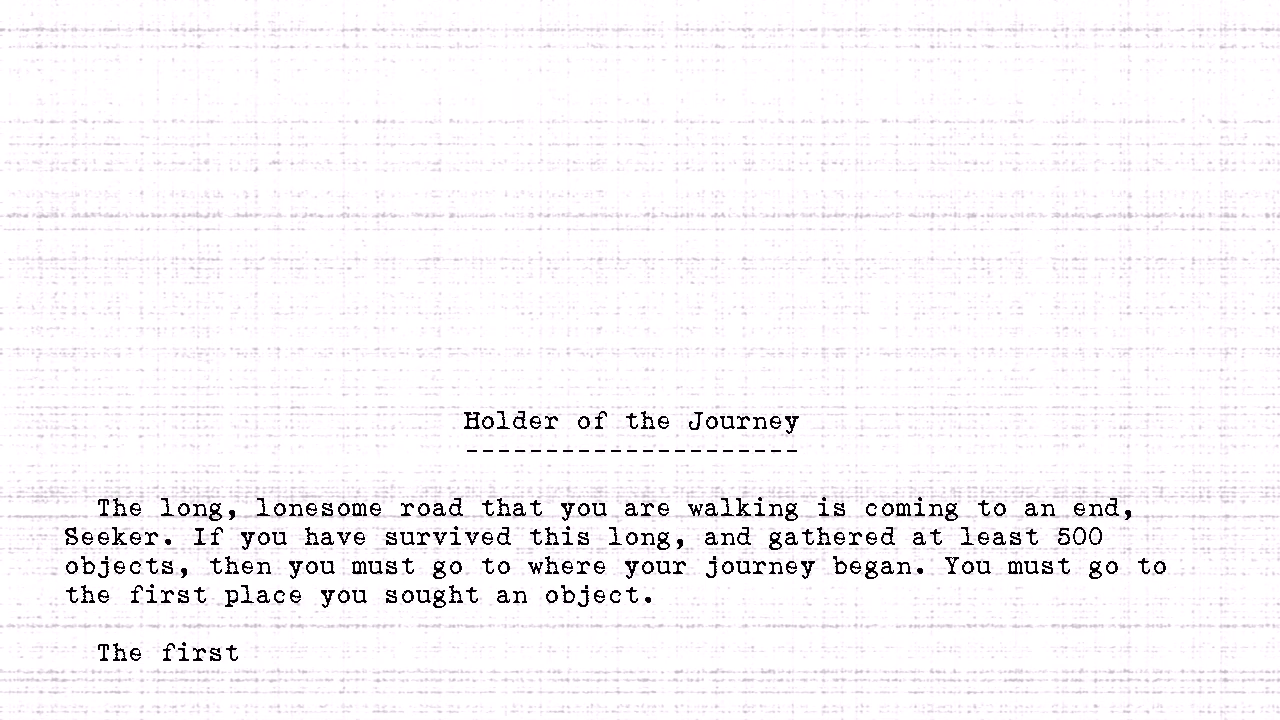 Holder of the Journey
---------------------
The long, lonesome road that you are walking is coming to an end,
Seeker. If you have survived this long, and gathered at least 500
objects, then you must go to where your journey began. You must go to
the first place you sought an object.
The first